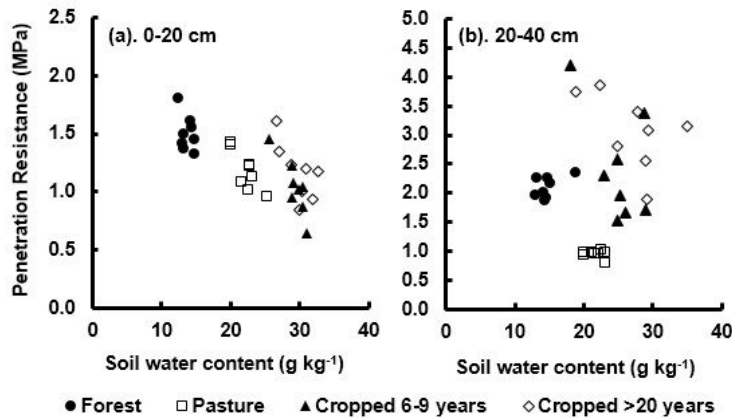 (a). 0-20 cm
(b). 20-40 cm
Penetration Resistance (MPa)
2.0
1.5
1.0
0.5
0.0
0 10 20 30 40
5.0
4.5
4.0
3.5
3.0
2.5
2.0
1.5
1.0
0.5
0.0
0 10 20 30 40
Soil water content (g kg⁻¹)
Soil water content (g kg⁻¹)
Forest Pasture Cropped 6-9 years Cropped >20 years